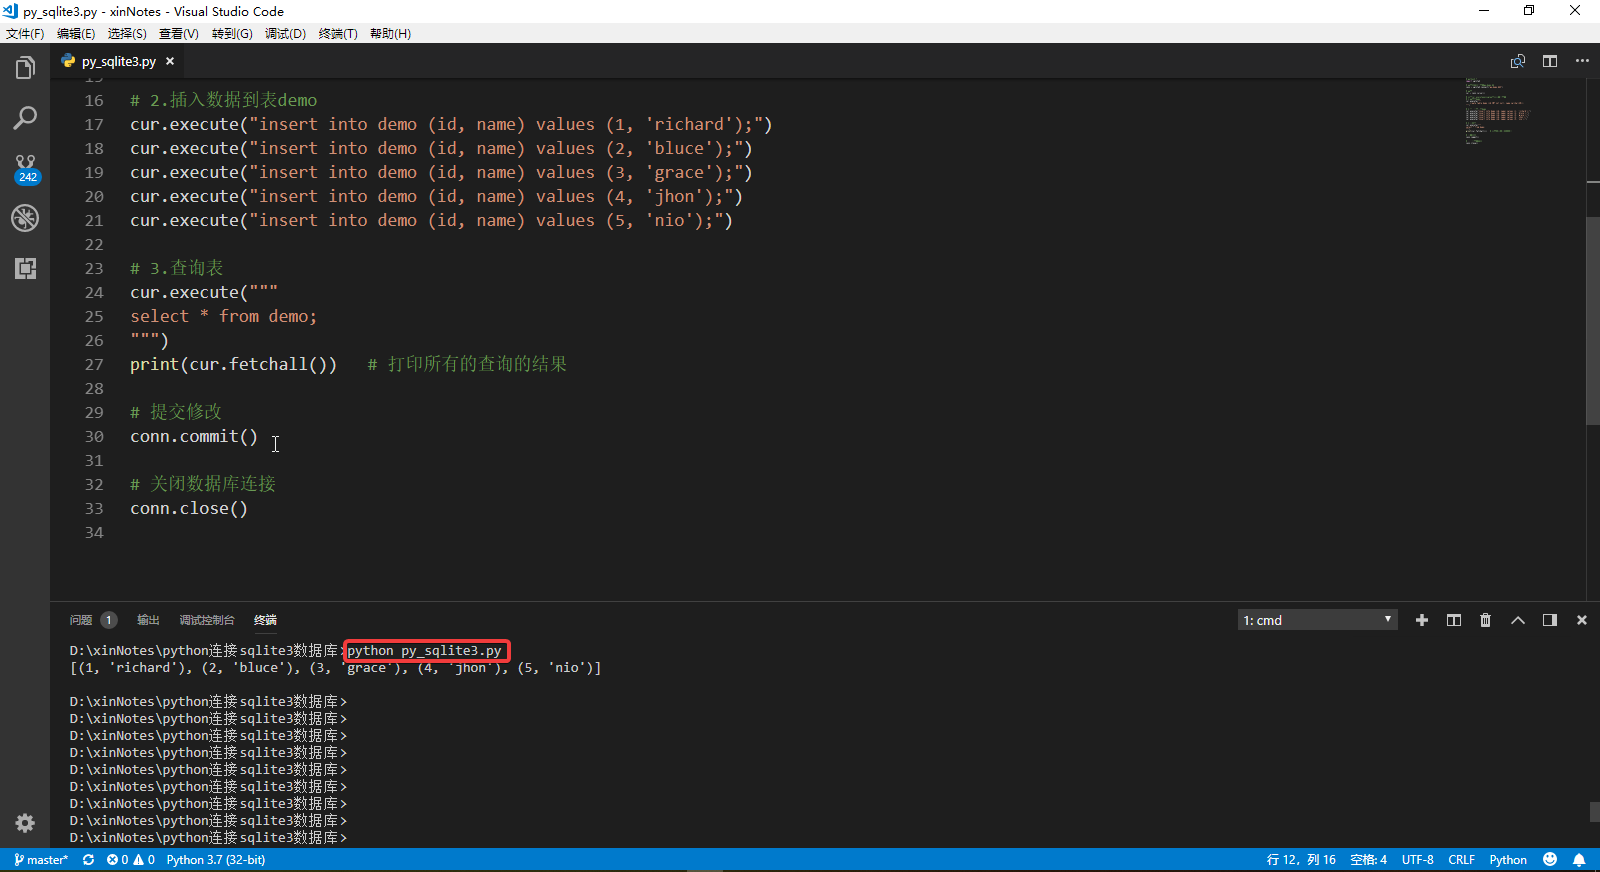 py_sqlite3.py - xinNotes - Visual Studio Code
文件(F) 编辑(E) 选择(S) 查看(V) 转到(G) 调试(D) 终端(T) 帮助(H)
py_sqlite3.py ×
16 # 2.插入数据到表demo
17 cur.execute("insert into demo (id, name) values (1, 'richard');")
18 cur.execute("insert into demo (id, name) values (2, 'bluce');")
19 cur.execute("insert into demo (id, name) values (3, 'grace');")
20 cur.execute("insert into demo (id, name) values (4, 'jhon');")
21 cur.execute("insert into demo (id, name) values (5, 'nio');")
22
23 # 3.查询表
24 cur.execute("""
25 select * from demo;
26 """)
27 print(cur.fetchall())   # 打印所有的查询的结果
28
29 # 提交修改
30 conn.commit()
31
32 # 关闭数据库连接
33 conn.close()
34
242
问题 1 输出 调试控制台 终端 1: cmd
D:\xinNotes\python连接sqlite3数据库>python py_sqlite3.py
[(1, 'richard'), (2, 'bluce'), (3, 'grace'), (4, 'jhon'), (5, 'nio')]
D:\xinNotes\python连接sqlite3数据库>
D:\xinNotes\python连接sqlite3数据库>
D:\xinNotes\python连接sqlite3数据库>
D:\xinNotes\python连接sqlite3数据库>
D:\xinNotes\python连接sqlite3数据库>
D:\xinNotes\python连接sqlite3数据库>
D:\xinNotes\python连接sqlite3数据库>
D:\xinNotes\python连接sqlite3数据库>
D:\xinNotes\python连接sqlite3数据库>
master* 0 0 Python 3.7 (32-bit) 行 12，列 16 空格: 4 UTF-8 CRLF Python